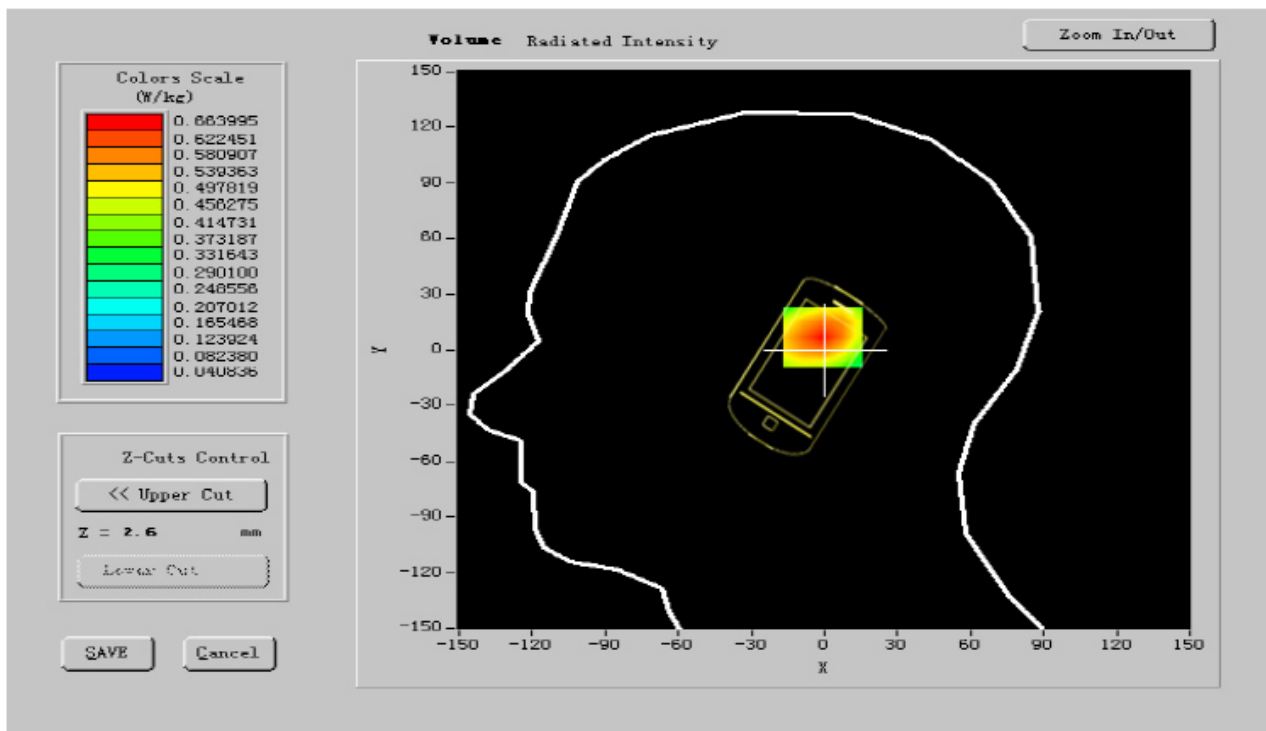 Volume Radiated Intensity
Zoom In/Out
Colors Scale
(W/kg)
0.663995
0.622451
0.580907
0.539363
0.497819
0.456275
0.414731
0.373187
0.331643
0.290100
0.248556
0.207012
0.165468
0.123924
0.082380
0.040836
Z-Cuts Control
<< Upper Cut
Z = 2.6 mm
Lower Cut
SAVE
Cancel
150
120
90
60
30
0
-30
-60
-90
-120
-150
Y
-150 -120 -90 -60 -30 0 30 60 90 120 150
X